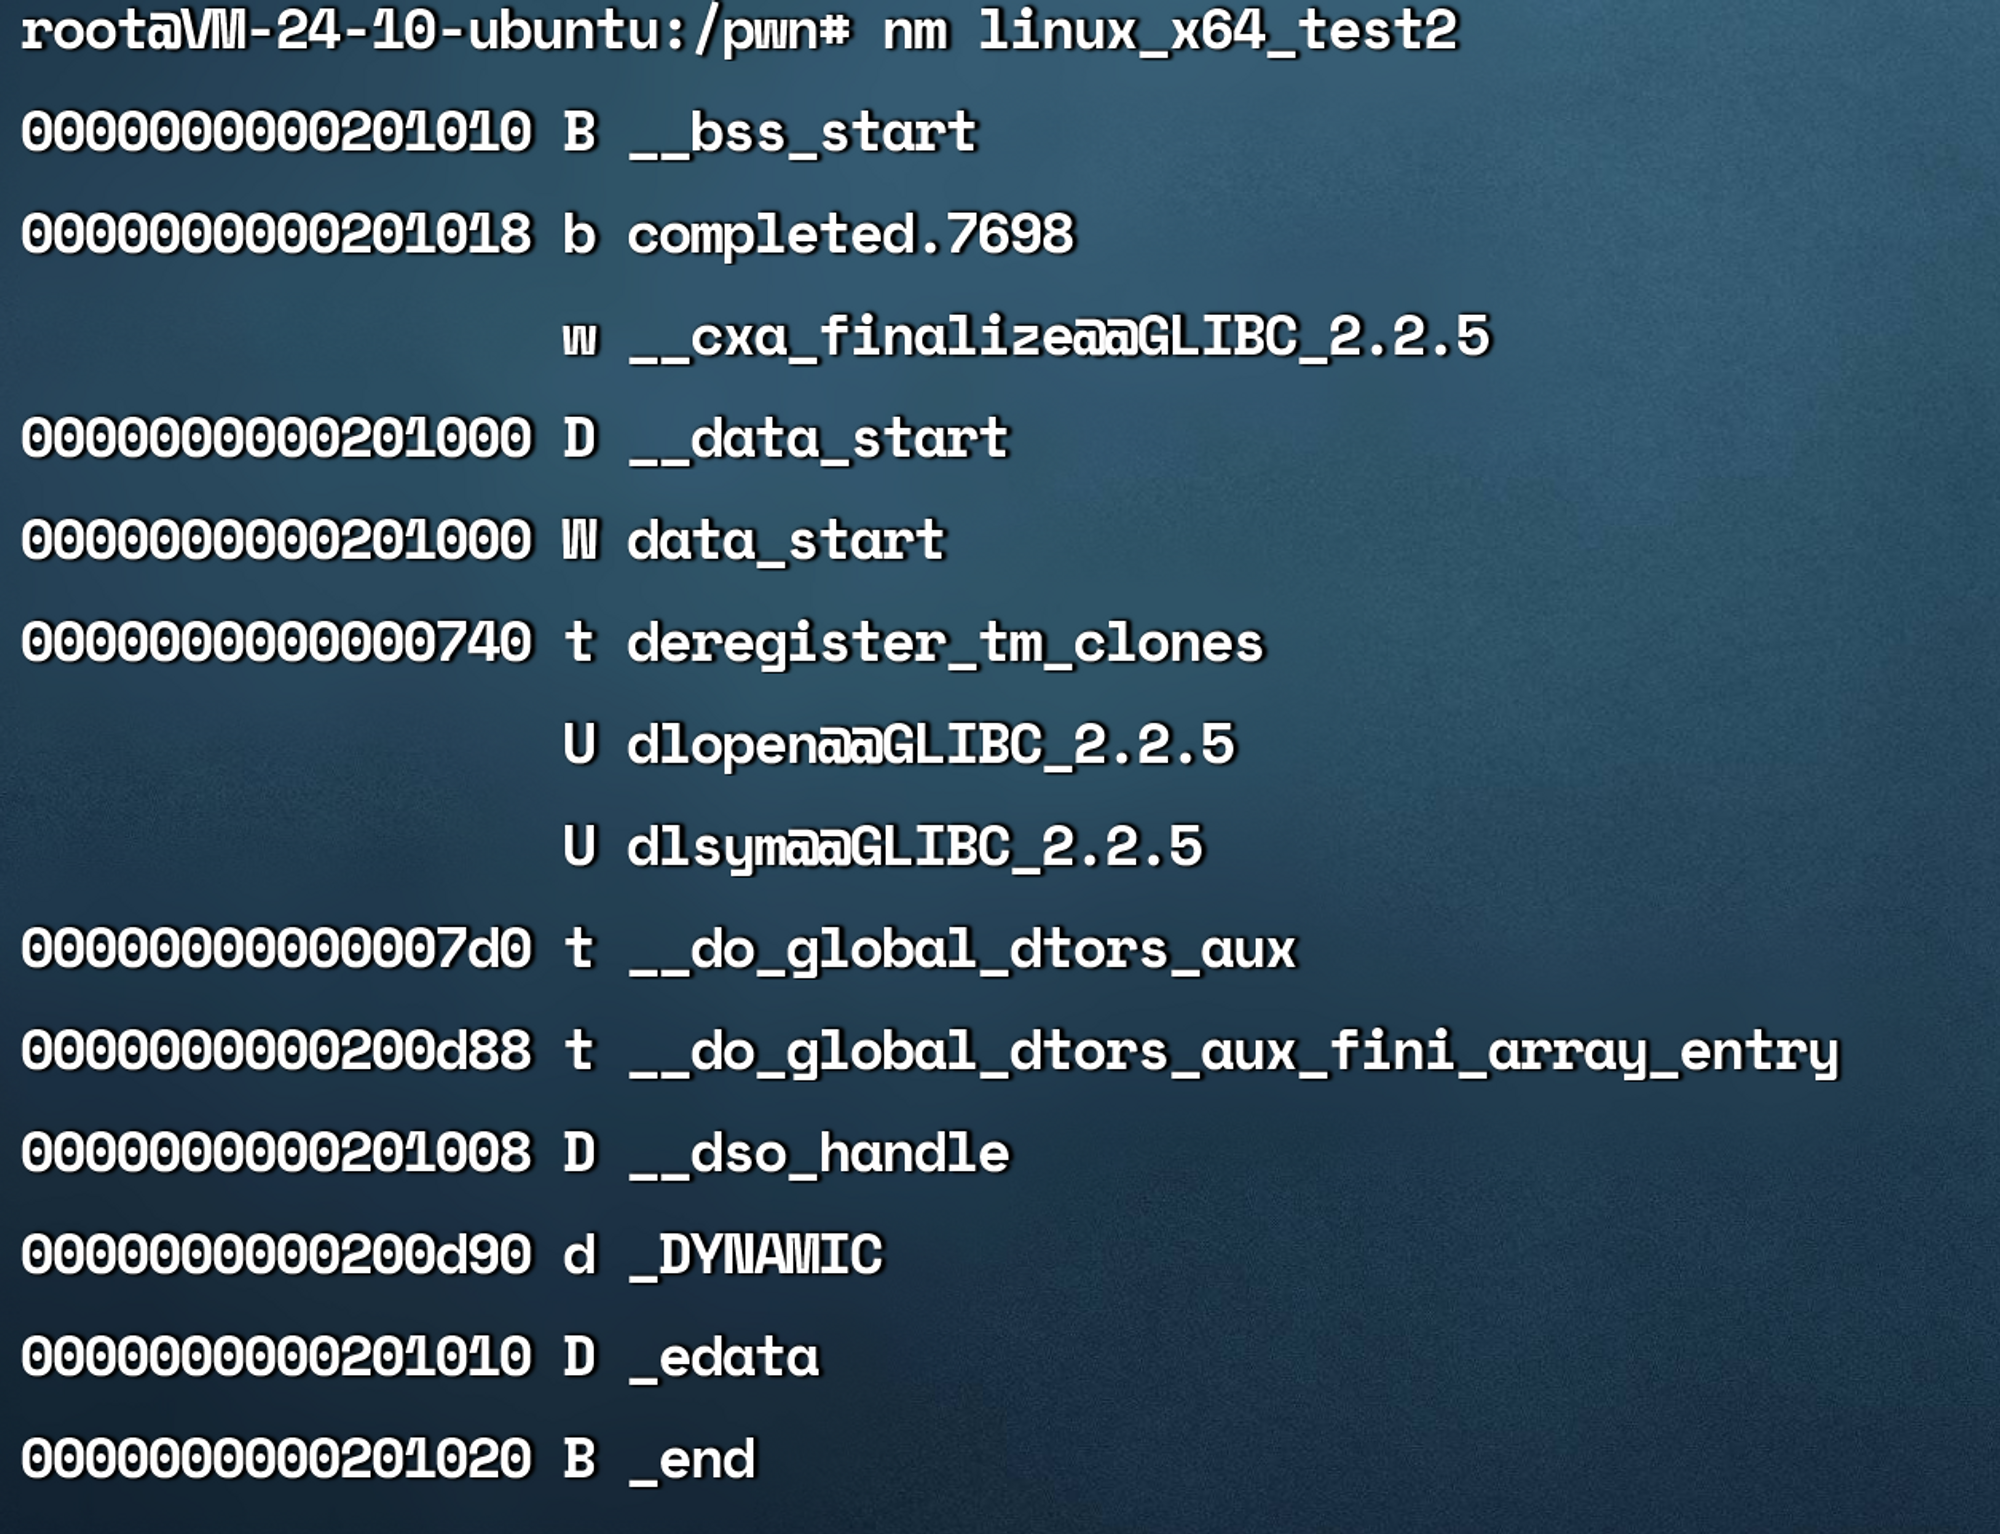 root@VM-24-10-ubuntu:/pwn# nm linux_x64_test2
0000000000201010 B __bss_start
0000000000201018 b completed.7698
w __cxa_finalize@@GLIBC_2.2.5
0000000000201000 D __data_start
0000000000201000 W data_start
0000000000000740 t deregister_tm_clones
U dlopen@@GLIBC_2.2.5
U dlsym@@GLIBC_2.2.5
00000000000007d0 t __do_global_dtors_aux
0000000000200d88 t __do_global_dtors_aux_fini_array_entry
0000000000201008 D __dso_handle
0000000000200d90 d _DYNAMIC
0000000000201010 D _edata
0000000000201020 B _end